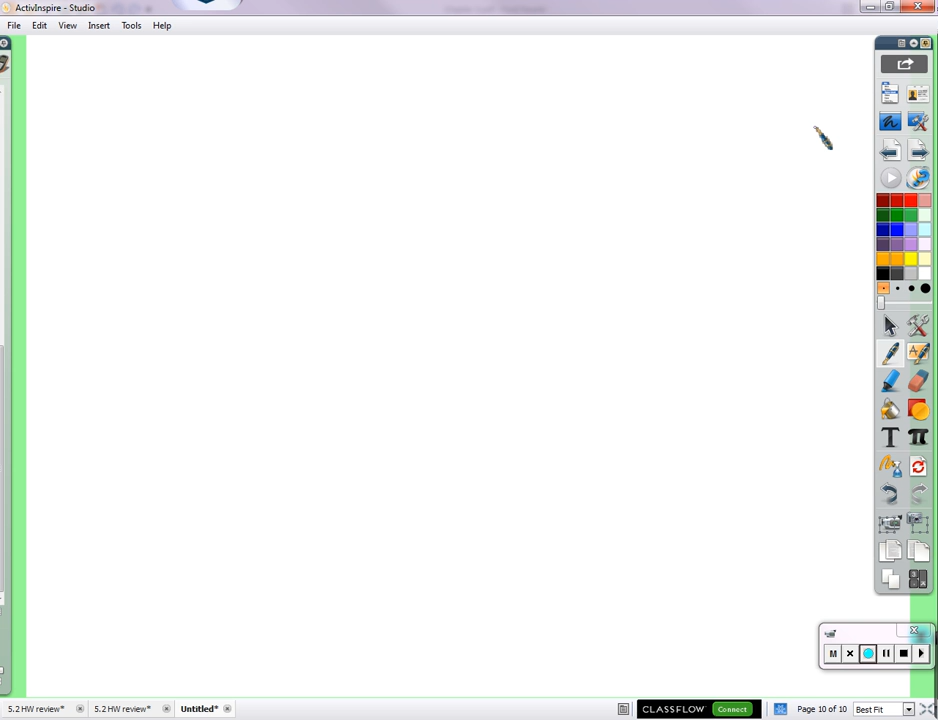 ActivInspire - Studio
File Edit View Insert Tools Help
T
M
5.2 HW review* 5.2 HW review* Untitled* CLASSFLOW Connect Page 10 of 10 Best Fit